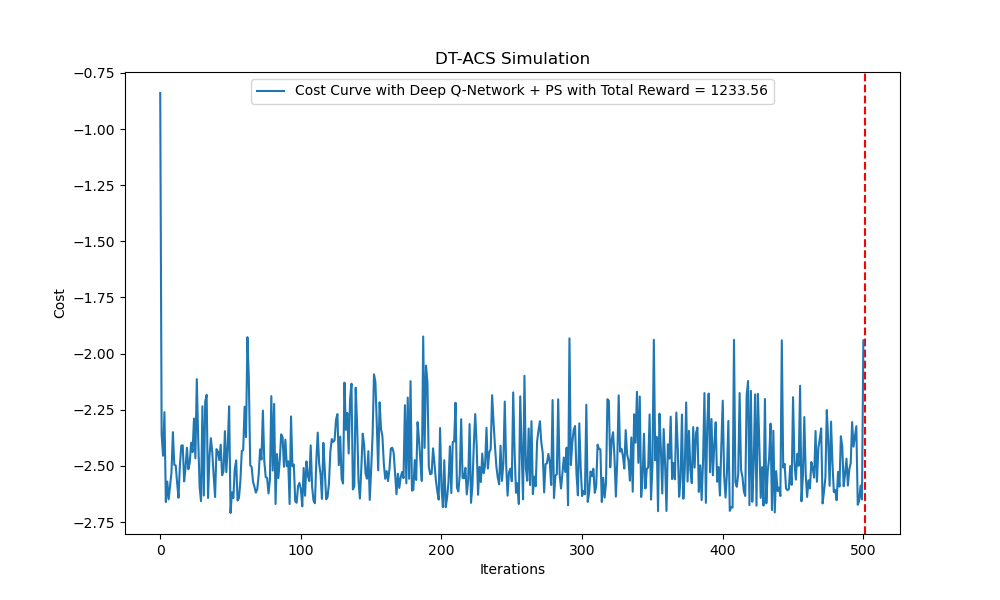 DT-ACS Simulation
Cost Curve with Deep Q-Network + PS with Total Reward = 1233.56
−0.75
−1.00
−1.25
−1.50
−1.75
−2.00
−2.25
−2.50
−2.75
Cost
0 100 200 300 400 500
Iterations